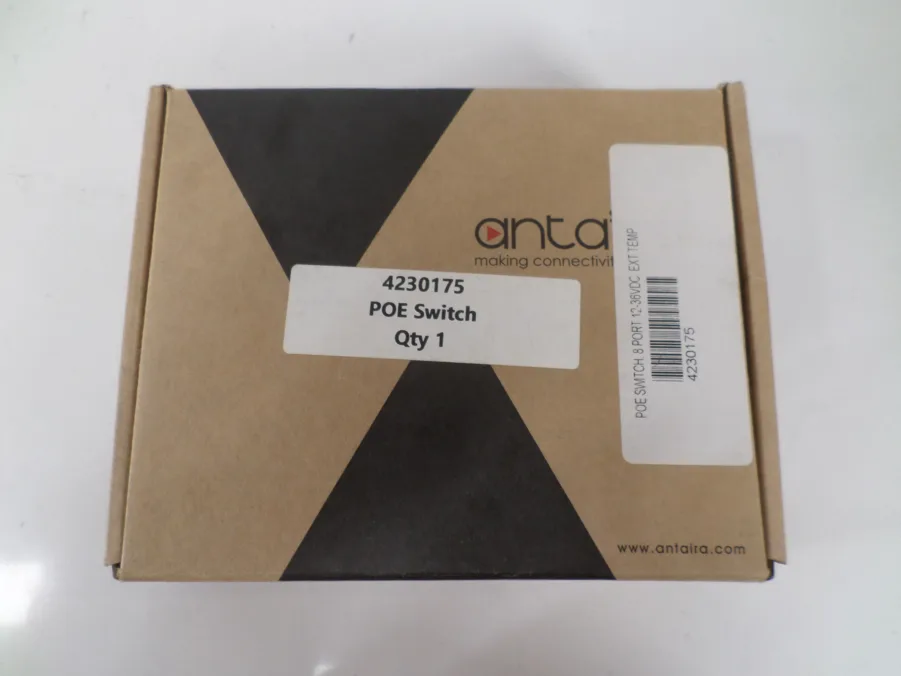 antai
making connectivit
4230175
POE Switch
Qty 1
POE SWITCH, 8 PORT 12-36VDC EXT TEMP
4230175
www.antaira.com